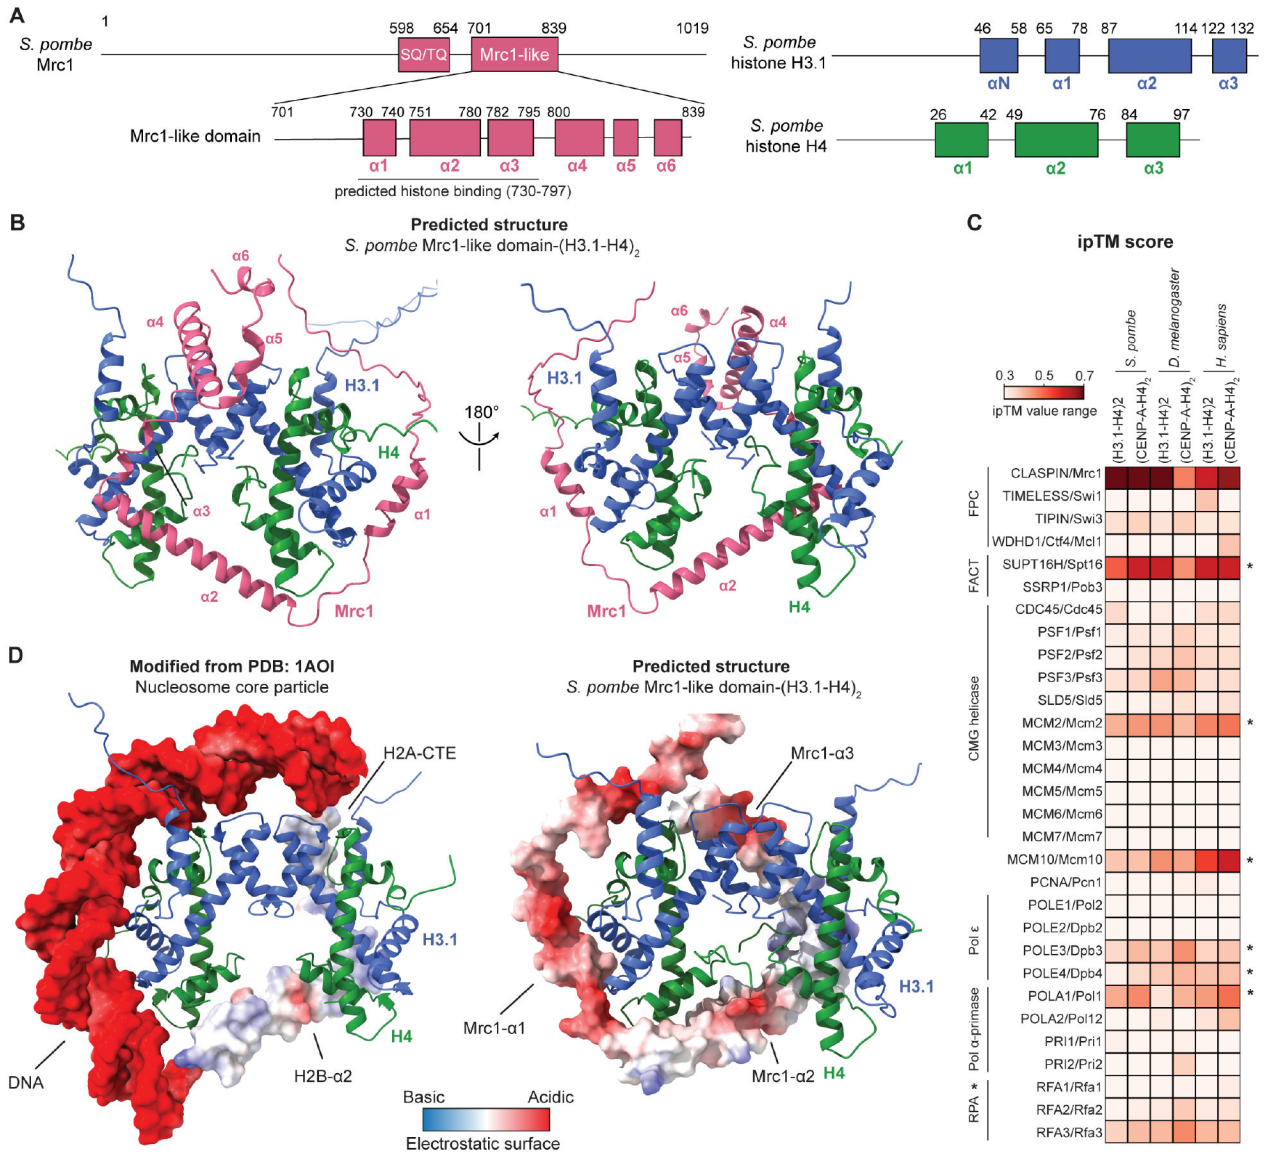 A
1
598 654 701 839 1019
S. pombe
Mrc1
SQ/TQ
Mrc1-like
701
730 740 751 780 782 795 800 839
Mrc1-like domain
α1 α2 α3 α4 α5 α6
predicted histone binding (730-797)
S. pombe
histone H3.1
46 58 65 78 87 114 122 132
αN α1 α2 α3
S. pombe
histone H4
26 42 49 76 84 97
α1 α2 α3
B
Predicted structure
S. pombe Mrc1-like domain-(H3.1-H4)2
α6
α4
α5
H3.1
H4
α3
α1
α2
Mrc1
180°
α6
α4
α5
H3.1
α1
α2
Mrc1
H4
C
ipTM score
S. pombe
D. melanogaster
H. sapiens
0.3 0.5 0.7
ipTM value range
(H3.1-H4)2
(CENP-A-H4)2
(H3.1-H4)2
(CENP-A-H4)2
(H3.1-H4)2
(CENP-A-H4)2
FPC
CLASPIN/Mrc1
TIMELESS/Swi1
TIPIN/Swi3
WDHD1/Ctf4/Mcl1
FACT
SUPT16H/Spt16 *
SSRP1/Pob3
CMG helicase
CDC45/Cdc45
PSF1/Psf1
PSF2/Psf2
PSF3/Psf3
SLD5/Sld5
MCM2/Mcm2 *
MCM3/Mcm3
MCM4/Mcm4
MCM5/Mcm5
MCM6/Mcm6
MCM7/Mcm7
MCM10/Mcm10 *
PCNA/Pcn1
Pol ε
POLE1/Pol2
POLE2/Dpb2
POLE3/Dpb3 *
POLE4/Dpb4 *
Pol α-primase
POLA1/Pol1 *
POLA2/Pol12
PRI1/Pri1
PRI2/Pri2
RPA *
RFA1/Rfa1
RFA2/Rfa2
RFA3/Rfa3
D
Modified from PDB: 1AOI
Nucleosome core particle
H2A-CTE
H3.1
H4
H2B-α2
DNA
Basic Acidic
Electrostatic surface
Predicted structure
S. pombe Mrc1-like domain-(H3.1-H4)2
Mrc1-α3
Mrc1-α1
Mrc1-α2
H3.1
H4